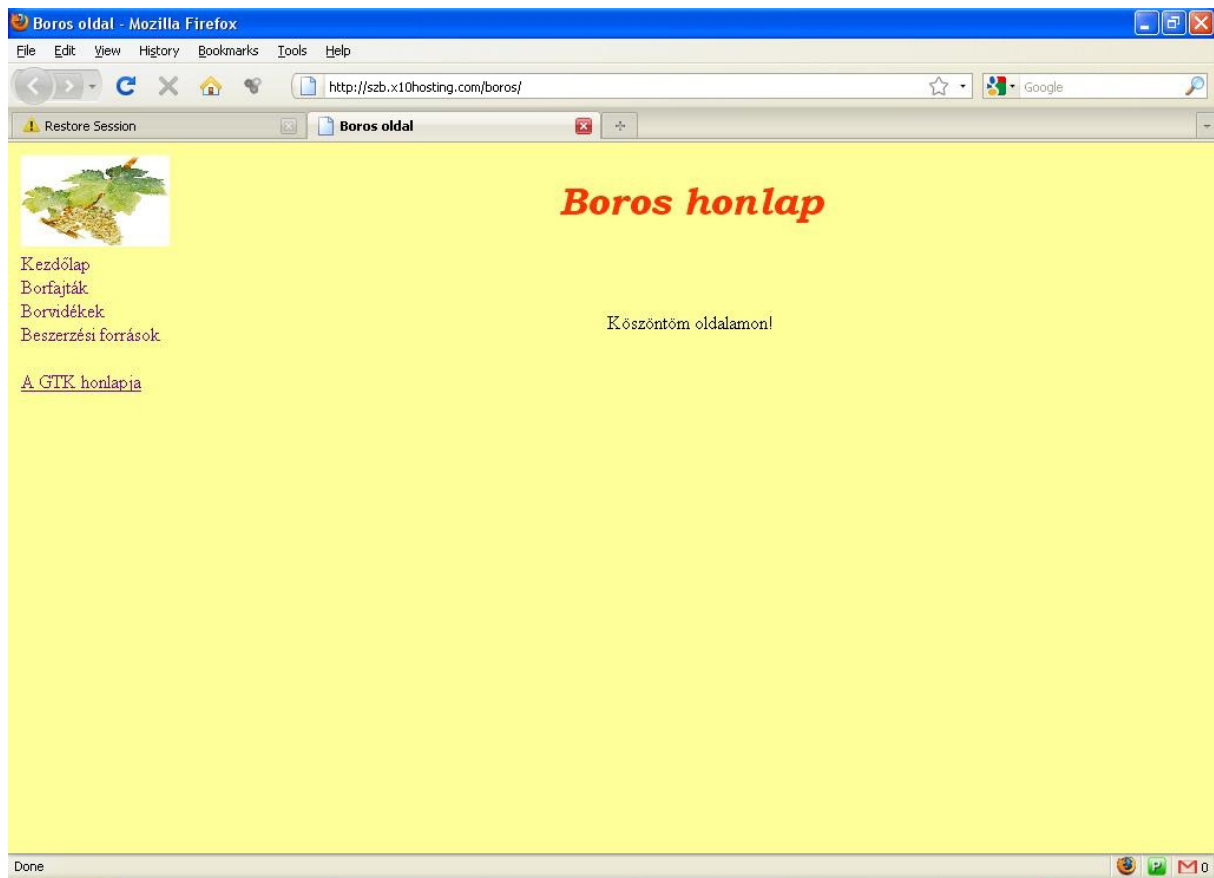 Boros oldal - Mozilla Firefox
File Edit View History Bookmarks Tools Help
http://szb.x10hosting.com/boros/
Google
Restore Session
Boros oldal
Boros honlap
Kezdőlap
Borfajták
Borvidékek
Beszerzési források
A GTK honlapja
Köszöntöm oldalamon!
Done
0